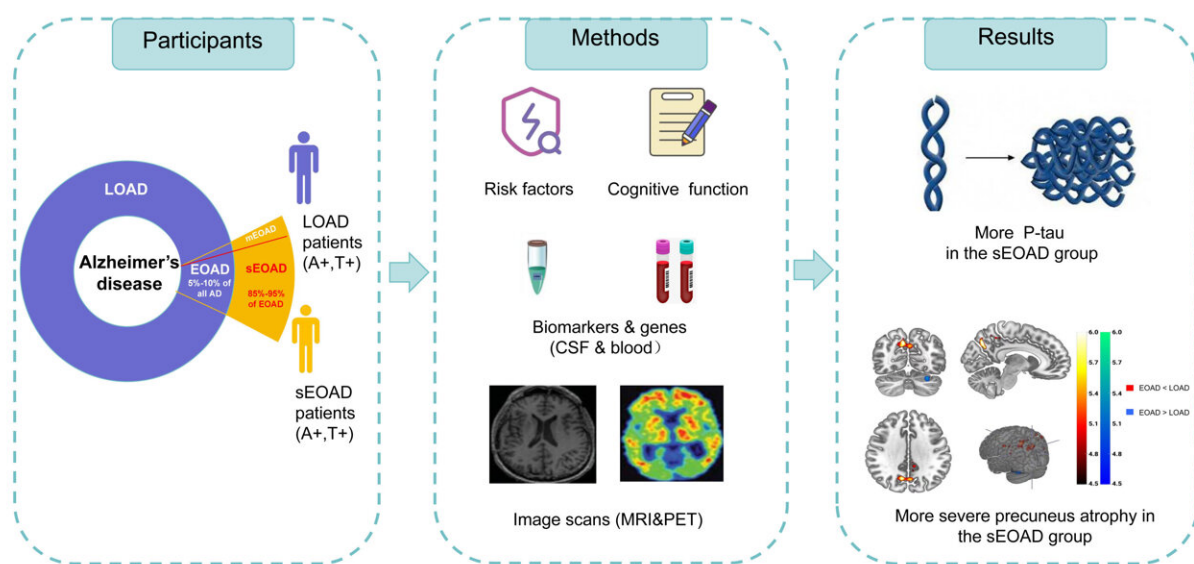 Participants
LOAD
Alzheimer's
disease
EOAD
5%-10% of
all AD
mEOAD
sEOAD
85%-95%
of EOAD
LOAD
patients
(A+,T+)
sEOAD
patients
(A+,T+)
Methods
Risk factors
Cognitive function
Biomarkers & genes
(CSF & blood）
Image scans (MRI&PET)
Results
More P-tau
in the sEOAD group
6.0
5.7
5.4
5.1
4.8
4.5
6.0
5.7
5.4
5.1
4.8
4.5
EOAD < LOAD
EOAD > LOAD
More severe precuneus atrophy in
the sEOAD group